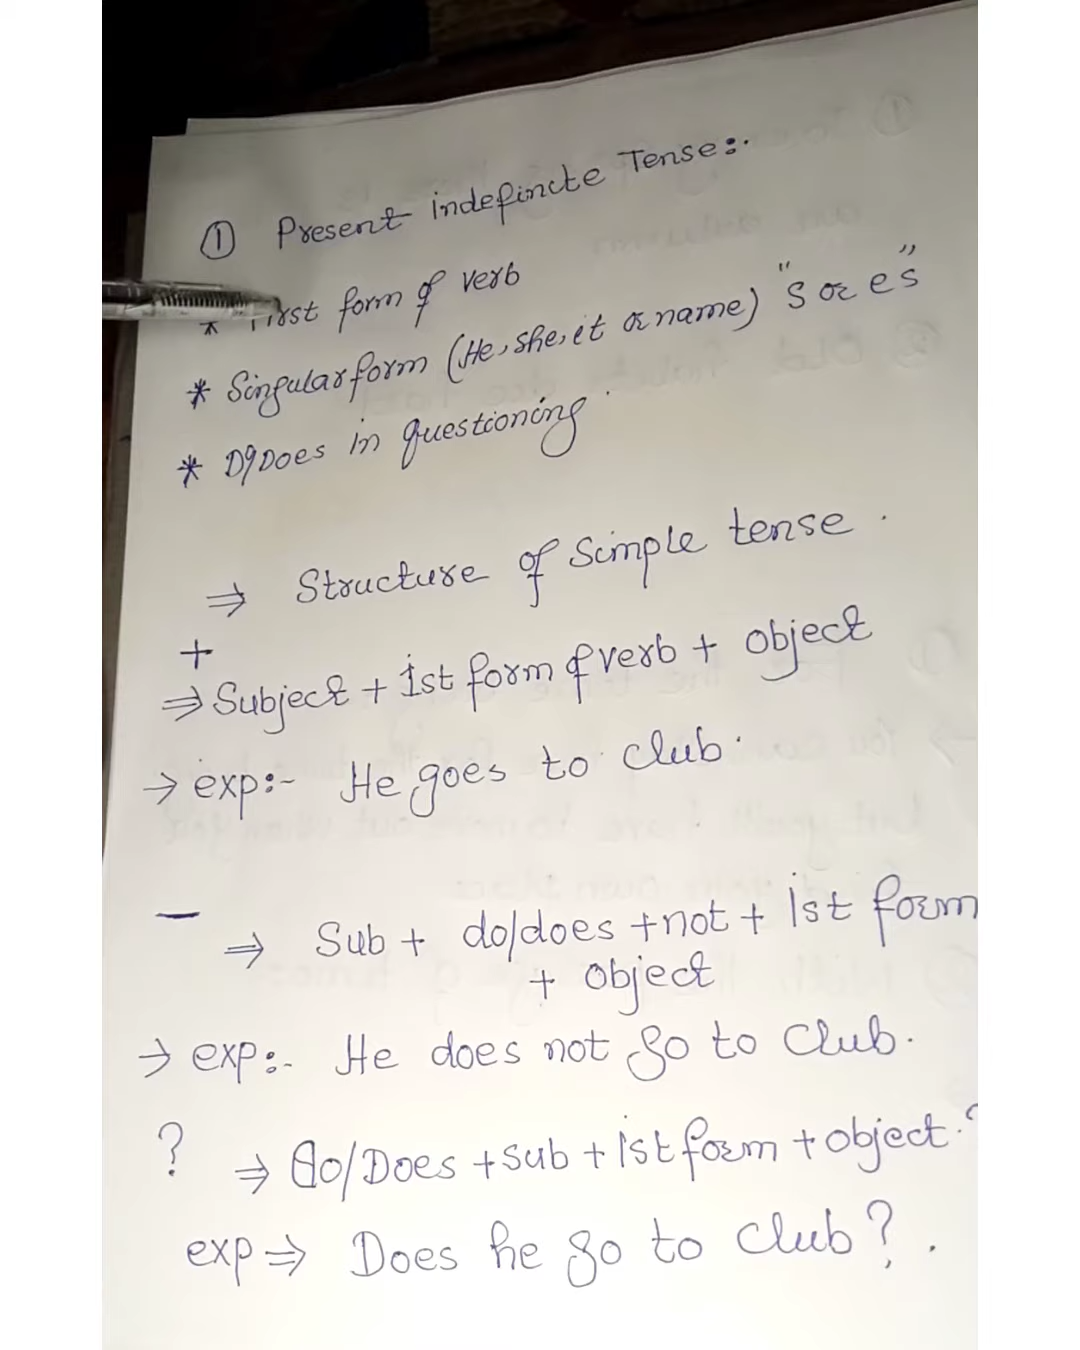 ① Present indefincte Tense:-
* First form of verb
* Singular form (He, she, it or name) "s or es"
* Do/Does in questioning.
⇒ Structure of Simple tense.
+
⇒ Subject + 1st form of verb + object
→ exp:- He goes to club.
—
⇒ Sub + do/does + not + 1st form
+ object
→ exp:- He does not go to club.
? ⇒ Do/Does + sub + 1st form + object.?
exp ⇒ Does he go to club?.